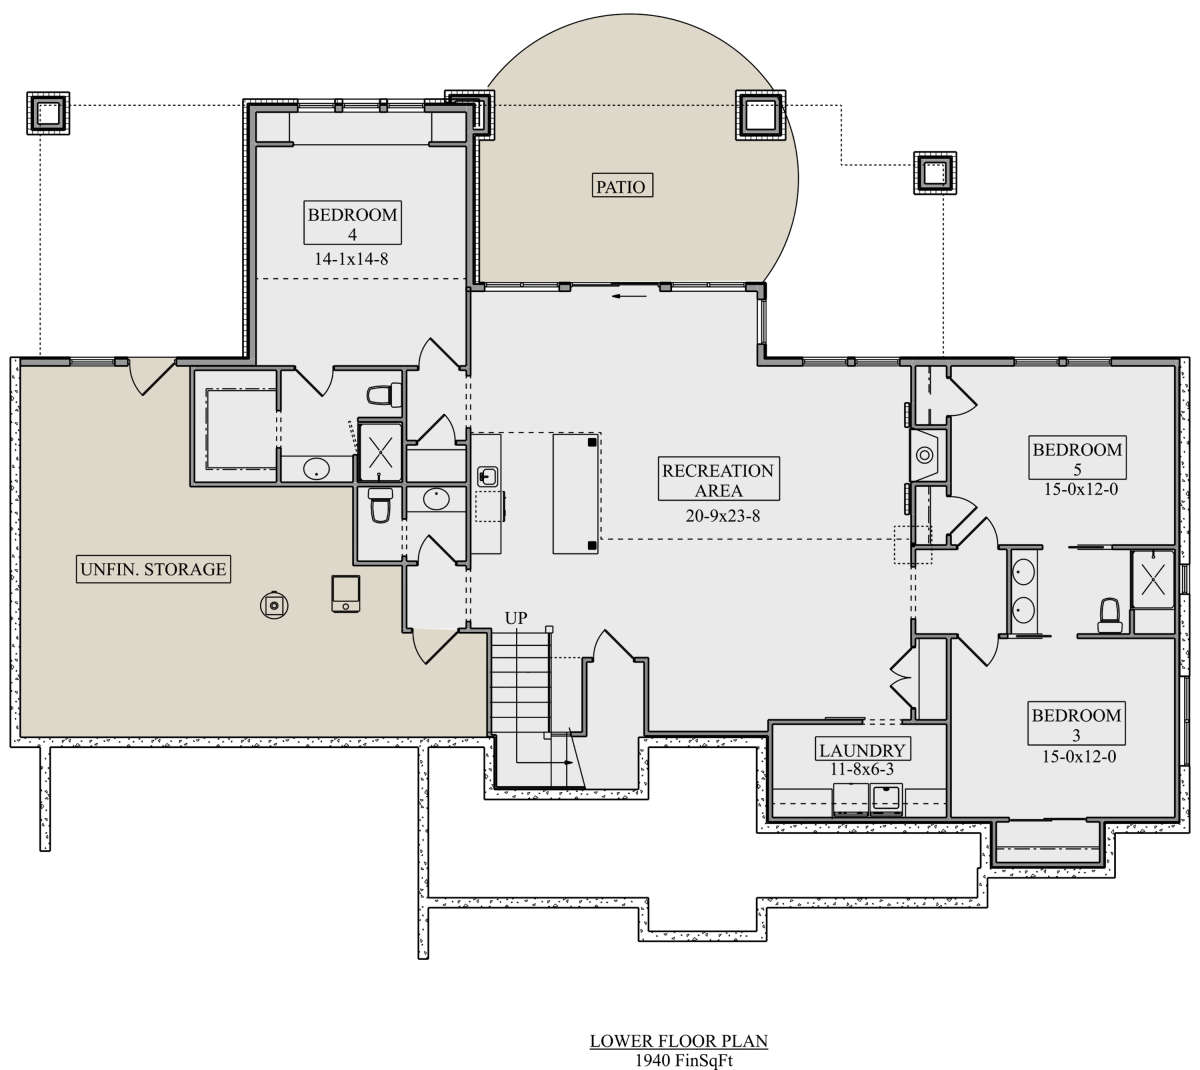 PATIO
BEDROOM
4
14-1x14-8
RECREATION
AREA
20-9x23-8
BEDROOM
5
15-0x12-0
UNFIN. STORAGE
UP
BEDROOM
3
15-0x12-0
LAUNDRY
11-8x6-3
LOWER FLOOR PLAN
1940 FinSqFt